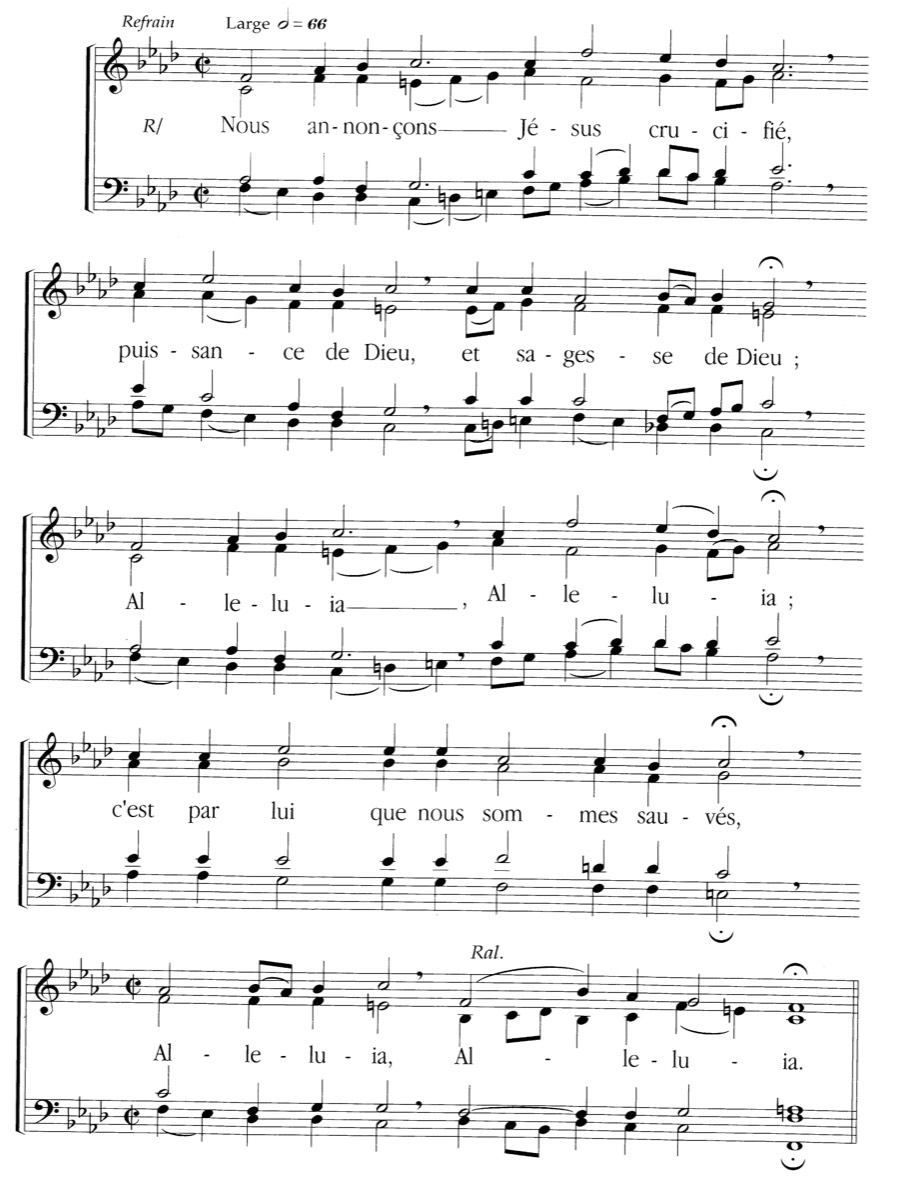 Refrain Large = 66
R/ Nous an-non-çons Jé - sus cru - ci - fié,
puis - san - ce de Dieu, et sa - ges - se de Dieu ;
Al - le - lu - ia , Al - le - lu - ia ;
c'est par lui que nous som - mes sau - vés,
Ral.
Al - le - lu - ia, Al - le - lu - ia.